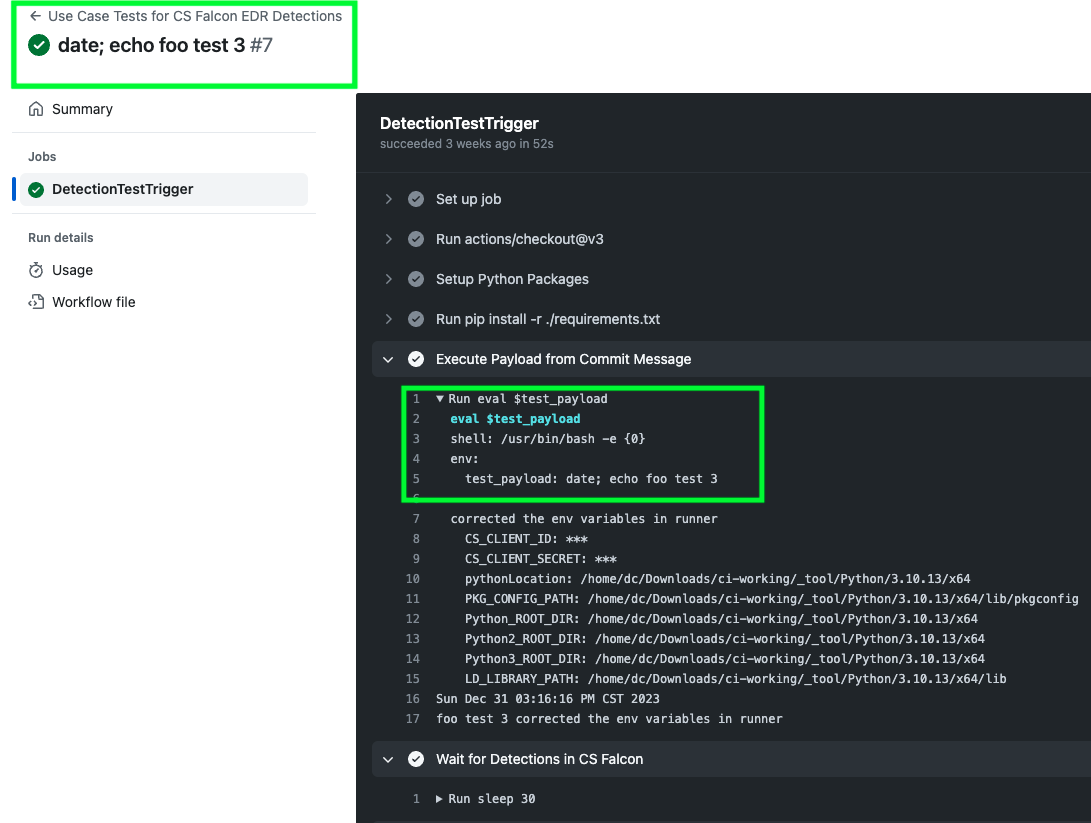 ← Use Case Tests for CS Falcon EDR Detections
date; echo foo test 3 #7
Summary
Jobs
DetectionTestTrigger
Run details
Usage
Workflow file
DetectionTestTrigger
succeeded 3 weeks ago in 52s
Set up job
Run actions/checkout@v3
Setup Python Packages
Run pip install -r ./requirements.txt
Execute Payload from Commit Message
1 ▼ Run eval $test_payload
2 eval $test_payload
3 shell: /usr/bin/bash -e {0}
4 env:
5 test_payload: date; echo foo test 3
6
7 corrected the env variables in runner
8 CS_CLIENT_ID: ***
9 CS_CLIENT_SECRET: ***
10 pythonLocation: /home/dc/Downloads/ci-working/_tool/Python/3.10.13/x64
11 PKG_CONFIG_PATH: /home/dc/Downloads/ci-working/_tool/Python/3.10.13/x64/lib/pkgconfig
12 Python_ROOT_DIR: /home/dc/Downloads/ci-working/_tool/Python/3.10.13/x64
13 Python2_ROOT_DIR: /home/dc/Downloads/ci-working/_tool/Python/3.10.13/x64
14 Python3_ROOT_DIR: /home/dc/Downloads/ci-working/_tool/Python/3.10.13/x64
15 LD_LIBRARY_PATH: /home/dc/Downloads/ci-working/_tool/Python/3.10.13/x64/lib
16 Sun Dec 31 03:16:16 PM CST 2023
17 foo test 3 corrected the env variables in runner
Wait for Detections in CS Falcon
1 ▶ Run sleep 30